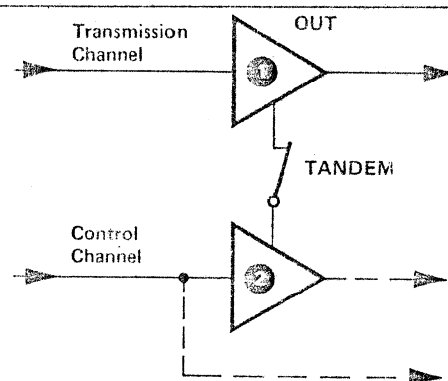 OUT
Transmission
Channel
1
TANDEM
Control
Channel
2